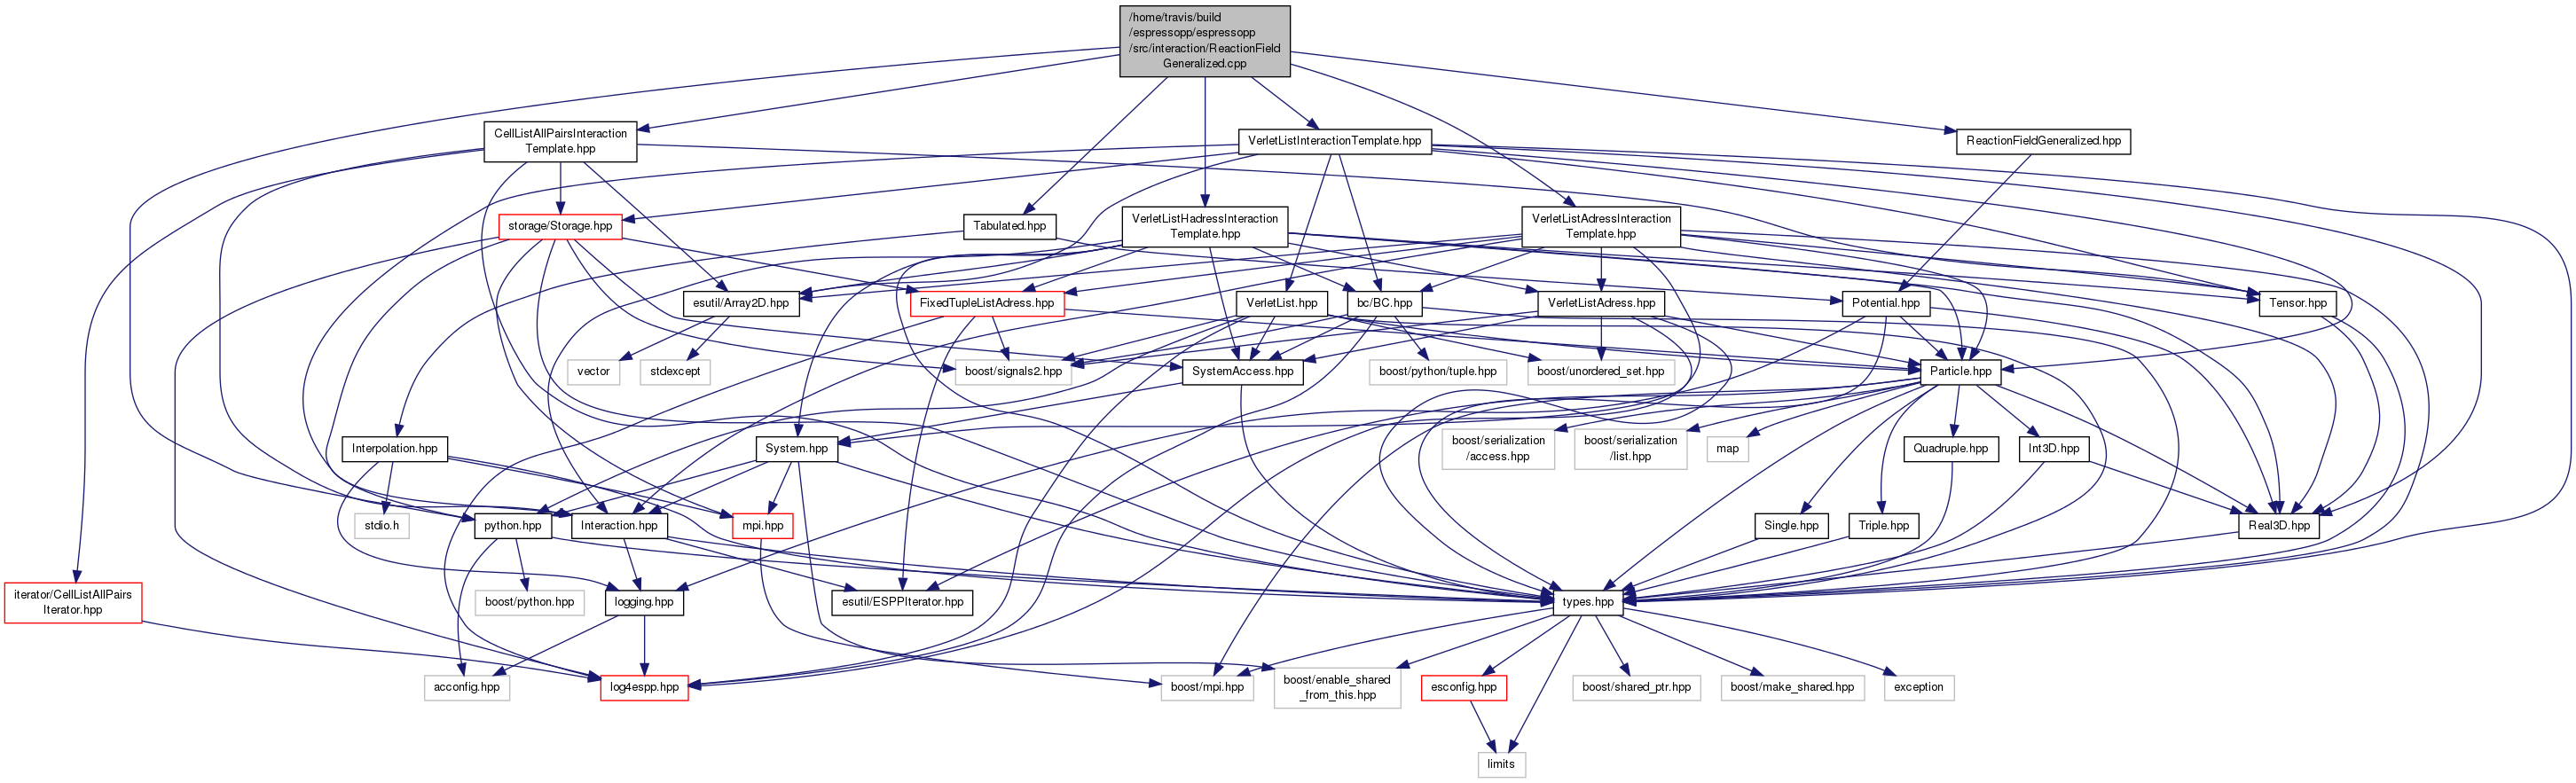 /home/travis/build
/espressopp/espressopp
/src/interaction/ReactionField
Generalized.cpp
CellListAllPairsInteraction
Template.hpp
VerletListInteractionTemplate.hpp
ReactionFieldGeneralized.hpp
storage/Storage.hpp
Tabulated.hpp
VerletListHadressInteraction
Template.hpp
VerletListAdressInteraction
Template.hpp
esutil/Array2D.hpp
FixedTupleListAdress.hpp
VerletList.hpp
bc/BC.hpp
VerletListAdress.hpp
Potential.hpp
Tensor.hpp
vector
stdexcept
boost/signals2.hpp
SystemAccess.hpp
boost/python/tuple.hpp
boost/unordered_set.hpp
Particle.hpp
Interpolation.hpp
System.hpp
boost/serialization
/access.hpp
boost/serialization
/list.hpp
map
Quadruple.hpp
Int3D.hpp
stdio.h
python.hpp
Interaction.hpp
mpi.hpp
Single.hpp
Triple.hpp
Real3D.hpp
iterator/CellListAllPairs
Iterator.hpp
boost/python.hpp
logging.hpp
esutil/ESPPIterator.hpp
types.hpp
acconfig.hpp
log4espp.hpp
boost/mpi.hpp
boost/enable_shared
_from_this.hpp
esconfig.hpp
boost/shared_ptr.hpp
boost/make_shared.hpp
exception
limits